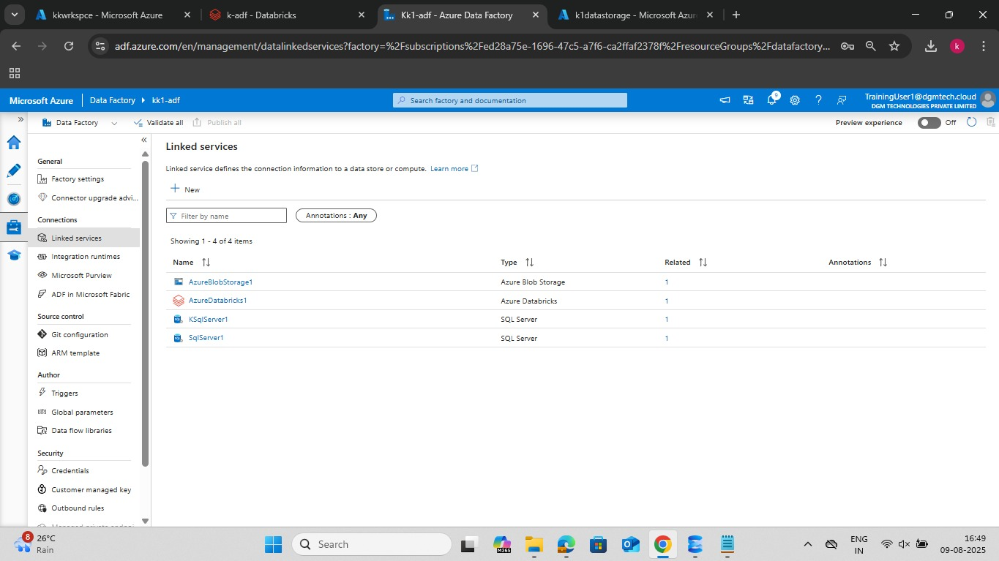 kkwrkspce - Microsoft Azure
k-adf - Databricks
Kk1-adf - Azure Data Factory
k1datastorage - Microsoft Azur
adf.azure.com/en/management/datalinkedservices?factory=%2Fsubscriptions%2Fed28a75e-1696-47c5-a7f6-ca2ffaf2378f%2FresourceGroups%2Fdatafactory...
k
Microsoft Azure
Data Factory
kk1-adf
Search factory and documentation
9
TrainingUser1@dgmtech.cloud
DGM TECHNOLOGIES PRIVATE LIMITED
Data Factory
Validate all
Publish all
Preview experience
Off
General
Factory settings
Connector upgrade advi...
Connections
Linked services
Integration runtimes
Microsoft Purview
ADF in Microsoft Fabric
Source control
Git configuration
ARM template
Author
Triggers
Global parameters
Data flow libraries
Security
Credentials
Customer managed key
Outbound rules
Linked services
Linked service defines the connection information to a data store or compute. Learn more
New
Filter by name
Annotations : Any
Showing 1 - 4 of 4 items
Name Type Related Annotations
AzureBlobStorage1 Azure Blob Storage 1
AzureDatabricks1 Azure Databricks 1
KSqlServer1 SQL Server 1
SqlServer1 SQL Server 1
8
26°C
Rain
Search
M365
ENG
IN
16:49
09-08-2025